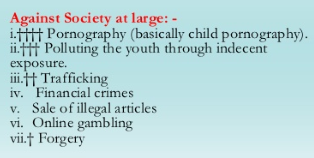 Against Society at large: -
i.†††† Pornography (basically child pornography).
ii.††† Polluting the youth through indecent
exposure.
iii.†† Trafficking
iv. Financial crimes
v. Sale of illegal articles
vi. Online gambling
vii.† Forgery